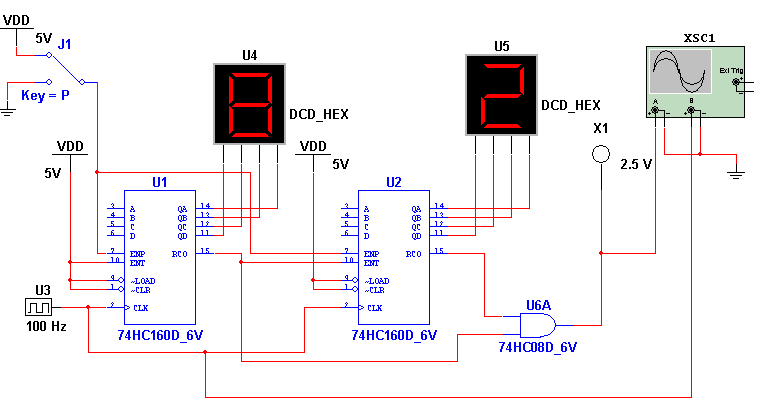 VDD
5V
J1
Key = P
U4
8
DCD_HEX
U5
2
DCD_HEX
XSC1
Ext Trig
+
-
A
B
+ -
+ -
X1
2.5 V
VDD
5V
VDD
5V
U1
3 A QA 14
4 B QB 13
5 C QC 12
6 D QD 11
7 ENP RCO 15
10 ENT
9 ~LOAD
1 ~CLR
2 CLK
74HC160D_6V
U2
3 A QA 14
4 B QB 13
5 C QC 12
6 D QD 11
7 ENP RCO 15
10 ENT
9 ~LOAD
1 ~CLR
2 CLK
74HC160D_6V
U3
100 Hz
U6A
74HC08D_6V